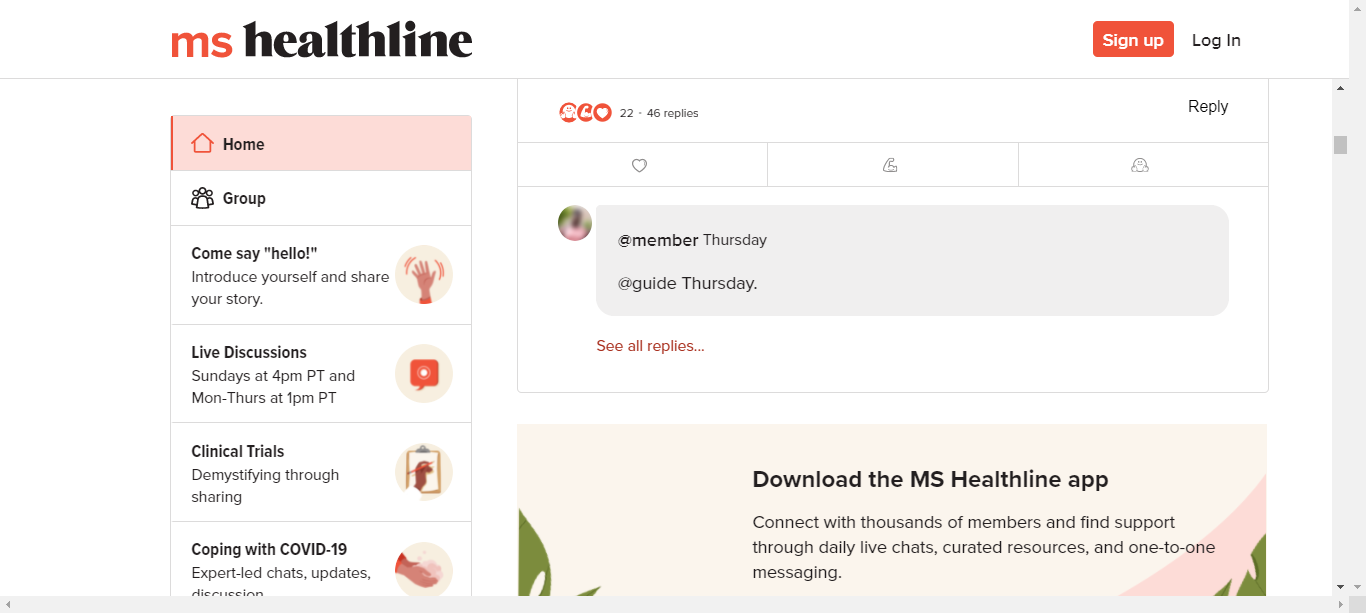 ms healthline
Sign up
Log In
Home
Group
Come say "hello!"
Introduce yourself and share
your story.
Live Discussions
Sundays at 4pm PT and
Mon-Thurs at 1pm PT
Clinical Trials
Demystifying through
sharing
Coping with COVID-19
Expert-led chats, updates,
discussion
22 · 46 replies
Reply
@member Thursday
@guide Thursday.
See all replies...
Download the MS Healthline app
Connect with thousands of members and find support
through daily live chats, curated resources, and one-to-one
messaging.